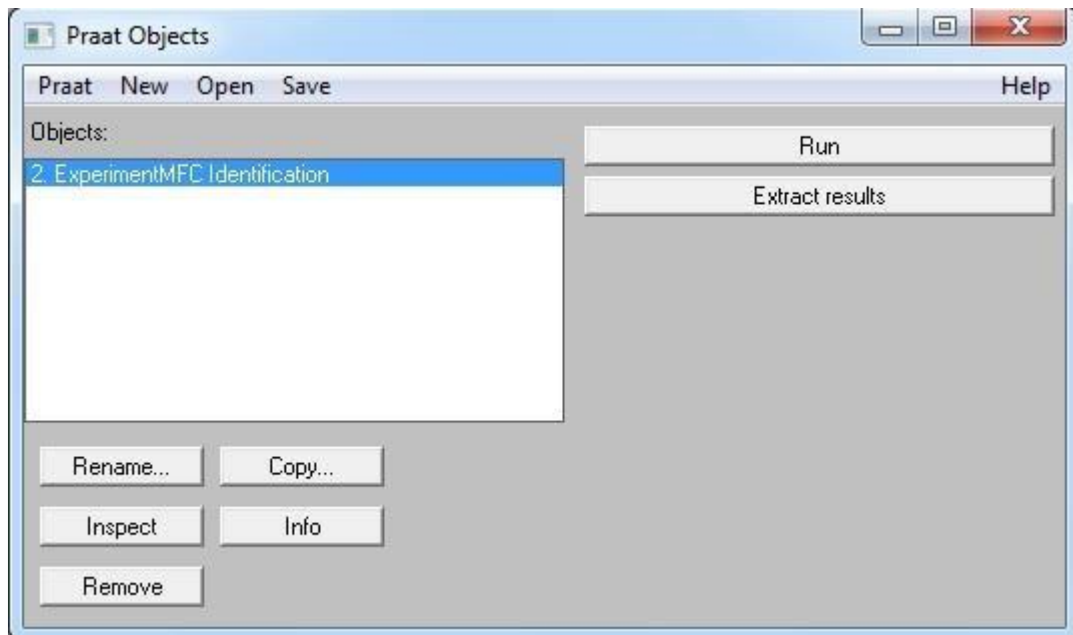 Praat Objects
Praat New Open Save Help
Objects:
2. ExperimentMFC Identification
Run
Extract results
Rename... Copy...
Inspect Info
Remove